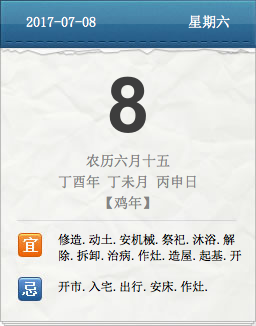 2017-07-08 星期六
8
农历六月十五
丁酉年 丁未月 丙申日
【鸡年】
宜 修造.动土.安机械.祭祀.沐浴.解
除.拆卸.治病.作灶.造屋.起基.开
忌 开市.入宅.出行.安床.作灶.